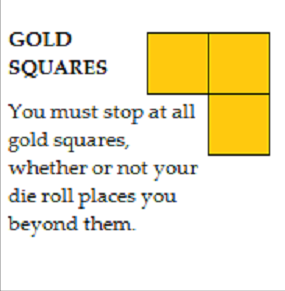 GOLD
SQUARES
You must stop at all
gold squares,
whether or not your
die roll places you
beyond them.